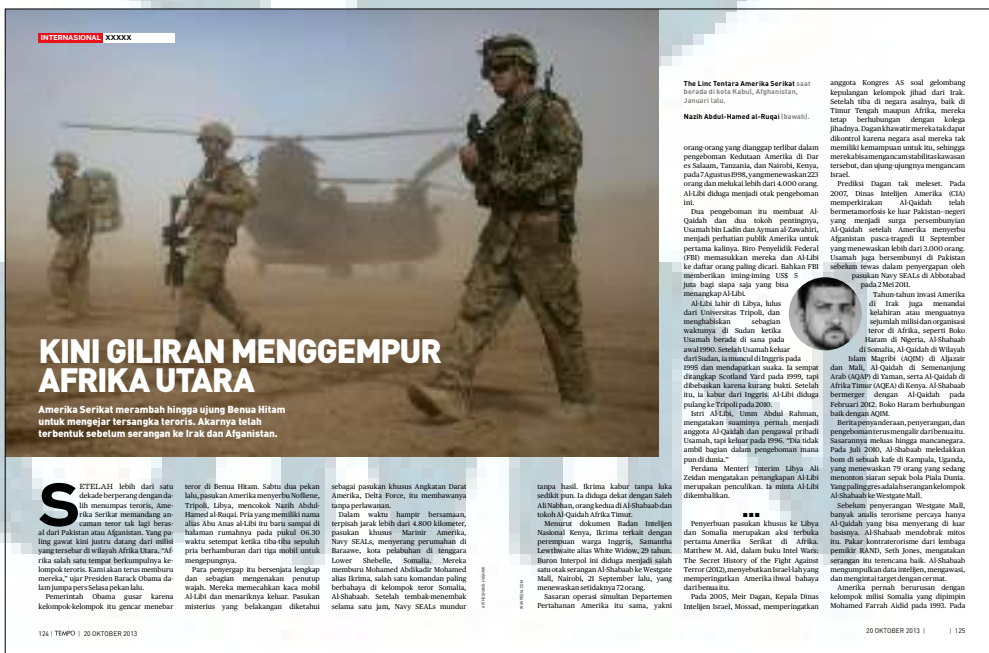 INTERNASIONAL XXXXX
KINI GILIRAN MENGGEMPUR
AFRIKA UTARA
Amerika Serikat merambah hingga ujung Benua Hitam
untuk mengejar tersangka teroris. Akarnya telah
terbentuk sebelum serangan ke Irak dan Afganistan.
SETELAH lebih dari satu
dekade berperang dengan da-
lih menumpas teroris, Ame-
rika Serikat memandang an-
caman teror tak lagi beras-
al dari Pakistan atau Afganistan. Yang pa-
ling gawat kini justru datang dari milisi
yang tersebar di wilayah Afrika Utara. “Af-
rika salah satu tempat berkumpulnya ke-
lompok teroris. Kami akan terus memburu
mereka,” ujar Presiden Barack Obama da-
lam jumpa pers Selasa pekan lalu.
Pemerintah Obama gusar karena
kelompok-kelompok itu gencar menebar
teror di Benua Hitam. Sabtu dua pekan
lalu, pasukan Amerika menyerbu Nofliene,
Tripoli, Libya, mencokok Nazih Abdul-
Hamed al-Ruqai. Pria yang memiliki nama
alias Abu Anas al-Libi itu baru sampai di
halaman rumahnya pada pukul 06.30
waktu setempat ketika tiba-tiba sepuluh
pria berhamburan dari tiga mobil untuk
mengepungnya.
Para penyergap itu bersenjata lengkap
dan sebagian mengenakan penutup
wajah. Mereka memecahkan kaca mobil
Al-Libi dan menariknya keluar. Pasukan
misterius yang belakangan diketahui
sebagai pasukan khusus Angkatan Darat
Amerika, Delta Force, itu membawanya
tanpa perlawanan.
Dalam waktu hampir bersamaan,
terpisah jarak lebih dari 4.800 kilometer,
pasukan khusus Marinir Amerika,
Navy SEALs, menyerang perumahan di
Baraawe, kota pelabuhan di tenggara
Lower Shebelle, Somalia. Mereka
memburu Mohamed Abdikadir Mohamed
alias Ikrima, salah satu komandan paling
berbahaya di kelompok teror Somalia,
Al-Shabaab. Setelah tembak-menembak
selama satu jam, Navy SEALs mundur
tanpa hasil. Ikrima kabur tanpa luka
sedikit pun. Ia diduga dekat dengan Saleh
Ali Nabhan, orang kedua di Al-Shabaab dan
tokoh Al-Qaidah Afrika Timur.
Menurut dokumen Badan Intelijen
Nasional Kenya, Ikrima terkait dengan
perempuan warga Inggris, Samantha
Lewthwaite alias White Widow, 29 tahun.
Buron Interpol ini diduga menjadi salah
satu otak serangan Al-Shabaab ke Westgate
Mall, Nairobi, 21 September lalu, yang
menewaskan setidaknya 72 orang.
Sasaran operasi simultan Departemen
Pertahanan Amerika itu sama, yakni
124 | TEMPO | 20 OKTOBER 2013
The Linc Tentara Amerika Serikat saat
berada di kota Kabul, Afghanistan,
Januari lalu.
Nazih Abdul-Hamed al-Ruqai (bawah).
orang-orang yang dianggap terlibat dalam
pengeboman Kedutaan Amerika di Dar
es Salaam, Tanzania, dan Nairobi, Kenya,
pada 7 Agustus 1998, yang menewaskan 223
orang dan melukai lebih dari 4.000 orang.
Al-Libi diduga menjadi otak pengeboman
ini.
Dua pengeboman itu membuat Al-
Qaidah dan dua tokoh pentingnya,
Usamah bin Ladin dan Ayman al-Zawahiri,
menjadi perhatian publik Amerika untuk
pertama kalinya. Biro Penyelidik Federal
(FBI) memasukkan mereka dan Al-Libi
ke daftar orang paling dicari. Bahkan FBI
memberikan iming-iming US$ 5
juta bagi siapa saja yang bisa
menangkap Al-Libi.
Al-Libi lahir di Libya, lulus
dari Universitas Tripoli, dan
menghabiskan sebagian
waktunya di Sudan ketika
Usamah berada di sana pada
awal 1990. Setelah Usamah keluar
dari Sudan, ia muncul di Inggris pada
1995 dan mendapatkan suaka. Ia sempat
ditangkap Scotland Yard pada 1999, tapi
dibebaskan karena kurang bukti. Setelah
itu, ia kabur dari Inggris. Al-Libi diduga
pulang ke Tripoli pada 2010.
Istri Al-Libi, Umm Abdul Rahman,
mengatakan suaminya pernah menjadi
anggota Al-Qaidah dan pengawal pribadi
Usamah, tapi keluar pada 1996. “Dia tidak
ambil bagian dalam pengeboman mana
pun di dunia.”
Perdana Menteri Interim Libya Ali
Zeidan mengatakan penangkapan Al-Libi
merupakan penculikan. Ia minta Al-Libi
dikembalikan.
Penyerbuan pasukan khusus ke Libya
dan Somalia merupakan aksi terbuka
pertama Amerika Serikat di Afrika.
Matthew M. Aid, dalam buku Intel Wars:
The Secret History of the Fight Against
Terror (2012), menyebutkan Israel-lah yang
memperingatkan Amerika ihwal bahaya
dari benua itu.
Pada 2005, Meir Dagan, Kepala Dinas
Intelijen Israel, Mossad, memperingatkan
anggota Kongres AS soal gelombang
kepulangan kelompok jihad dari Irak.
Setelah tiba di negara asalnya, baik di
Timur Tengah maupun Afrika, mereka
tetap berhubungan dengan kolega
jihadnya. Dagan khawatir mereka tak dapat
dikontrol karena negara asal mereka tak
memiliki kemampuan untuk itu, sehingga
mereka bisa mengancam stabilitas kawasan
tersebut, dan ujung-ujungnya mengancam
Israel.
Prediksi Dagan tak meleset. Pada
2007, Dinas Intelijen Amerika (CIA)
memperkirakan Al-Qaidah telah
bermetamorfosis ke luar Pakistan--negeri
yang menjadi surga persembunyian
Al-Qaidah setelah Amerika menyerbu
Afganistan pasca-tragedi 11 September
yang menewaskan lebih dari 3.000 orang.
Usamah juga bersembunyi di Pakistan
sebelum tewas dalam penyergapan oleh
pasukan Navy SEALs di Abbotabad
pada 2 Mei 2011.
Tahun-tahun invasi Amerika
di Irak juga menandai
kelahiran atau menguatnya
sejumlah milisi dan organisasi
teror di Afrika, seperti Boko
Haram di Nigeria, Al-Shabaab
di Somalia, Al-Qaidah di Wilayah
Islam Magribi (AQIM) di Aljazair
dan Mali, Al-Qaidah di Semenanjung
Arab (AQAP) di Yaman, serta Al-Qaidah di
Afrika Timur (AQEA) di Kenya. Al-Shabaab
bermerger dengan Al-Qaidah pada
Februari 2012. Boko Haram berhubungan
baik dengan AQIM.
Berita penyanderaan, penyerangan, dan
pengeboman terus mengalir dari benua itu.
Sasarannya meluas hingga mancanegara.
Pada Juli 2010, Al-Shabaab meledakkan
bom di sebuah kafe di Kampala, Uganda,
yang menewaskan 79 orang yang sedang
menonton siaran sepak bola Piala Dunia.
Yang paling gres adalah serangan kelompok
Al-Shabaab ke Westgate Mall.
Sebelum penyerangan Westgate Mall,
banyak analis terorisme percaya hanya
Al-Qaidah yang bisa menyerang di luar
basisnya. Al-Shabaab mendobrak mitos
itu. Pakar kontraterorisme dari lembaga
pemikir RAND, Seth Jones, mengatakan
serangan itu terencana baik. Al-Shabaab
mengumpulkan data intelijen, mengawasi,
dan mengintai target dengan cermat.
Amerika pernah berurusan dengan
kelompok milisi Somalia yang dipimpin
Mohamed Farrah Aidid pada 1993. Pada
20 OKTOBER 2013 | | 125